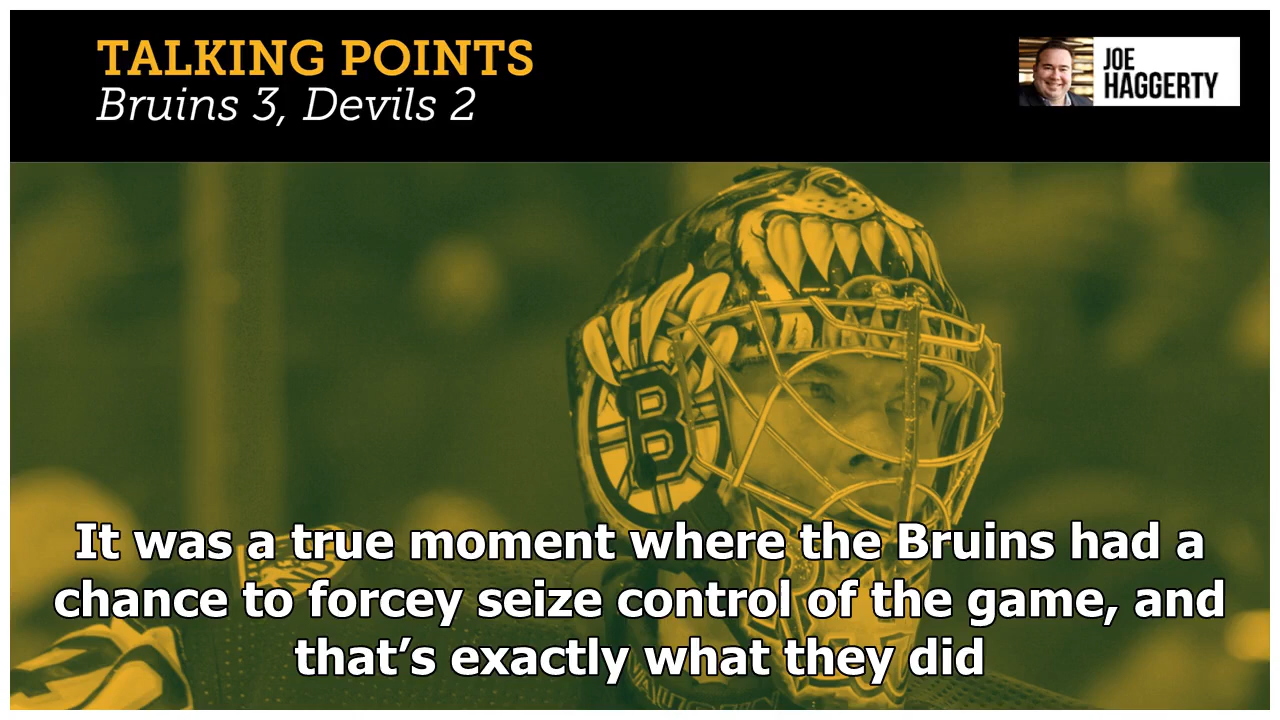 TALKING POINTS
Bruins 3, Devils 2
JOE
HAGGERTY
B
It was a true moment where the Bruins had a
chance to forcey seize control of the game, and
that’s exactly what they did